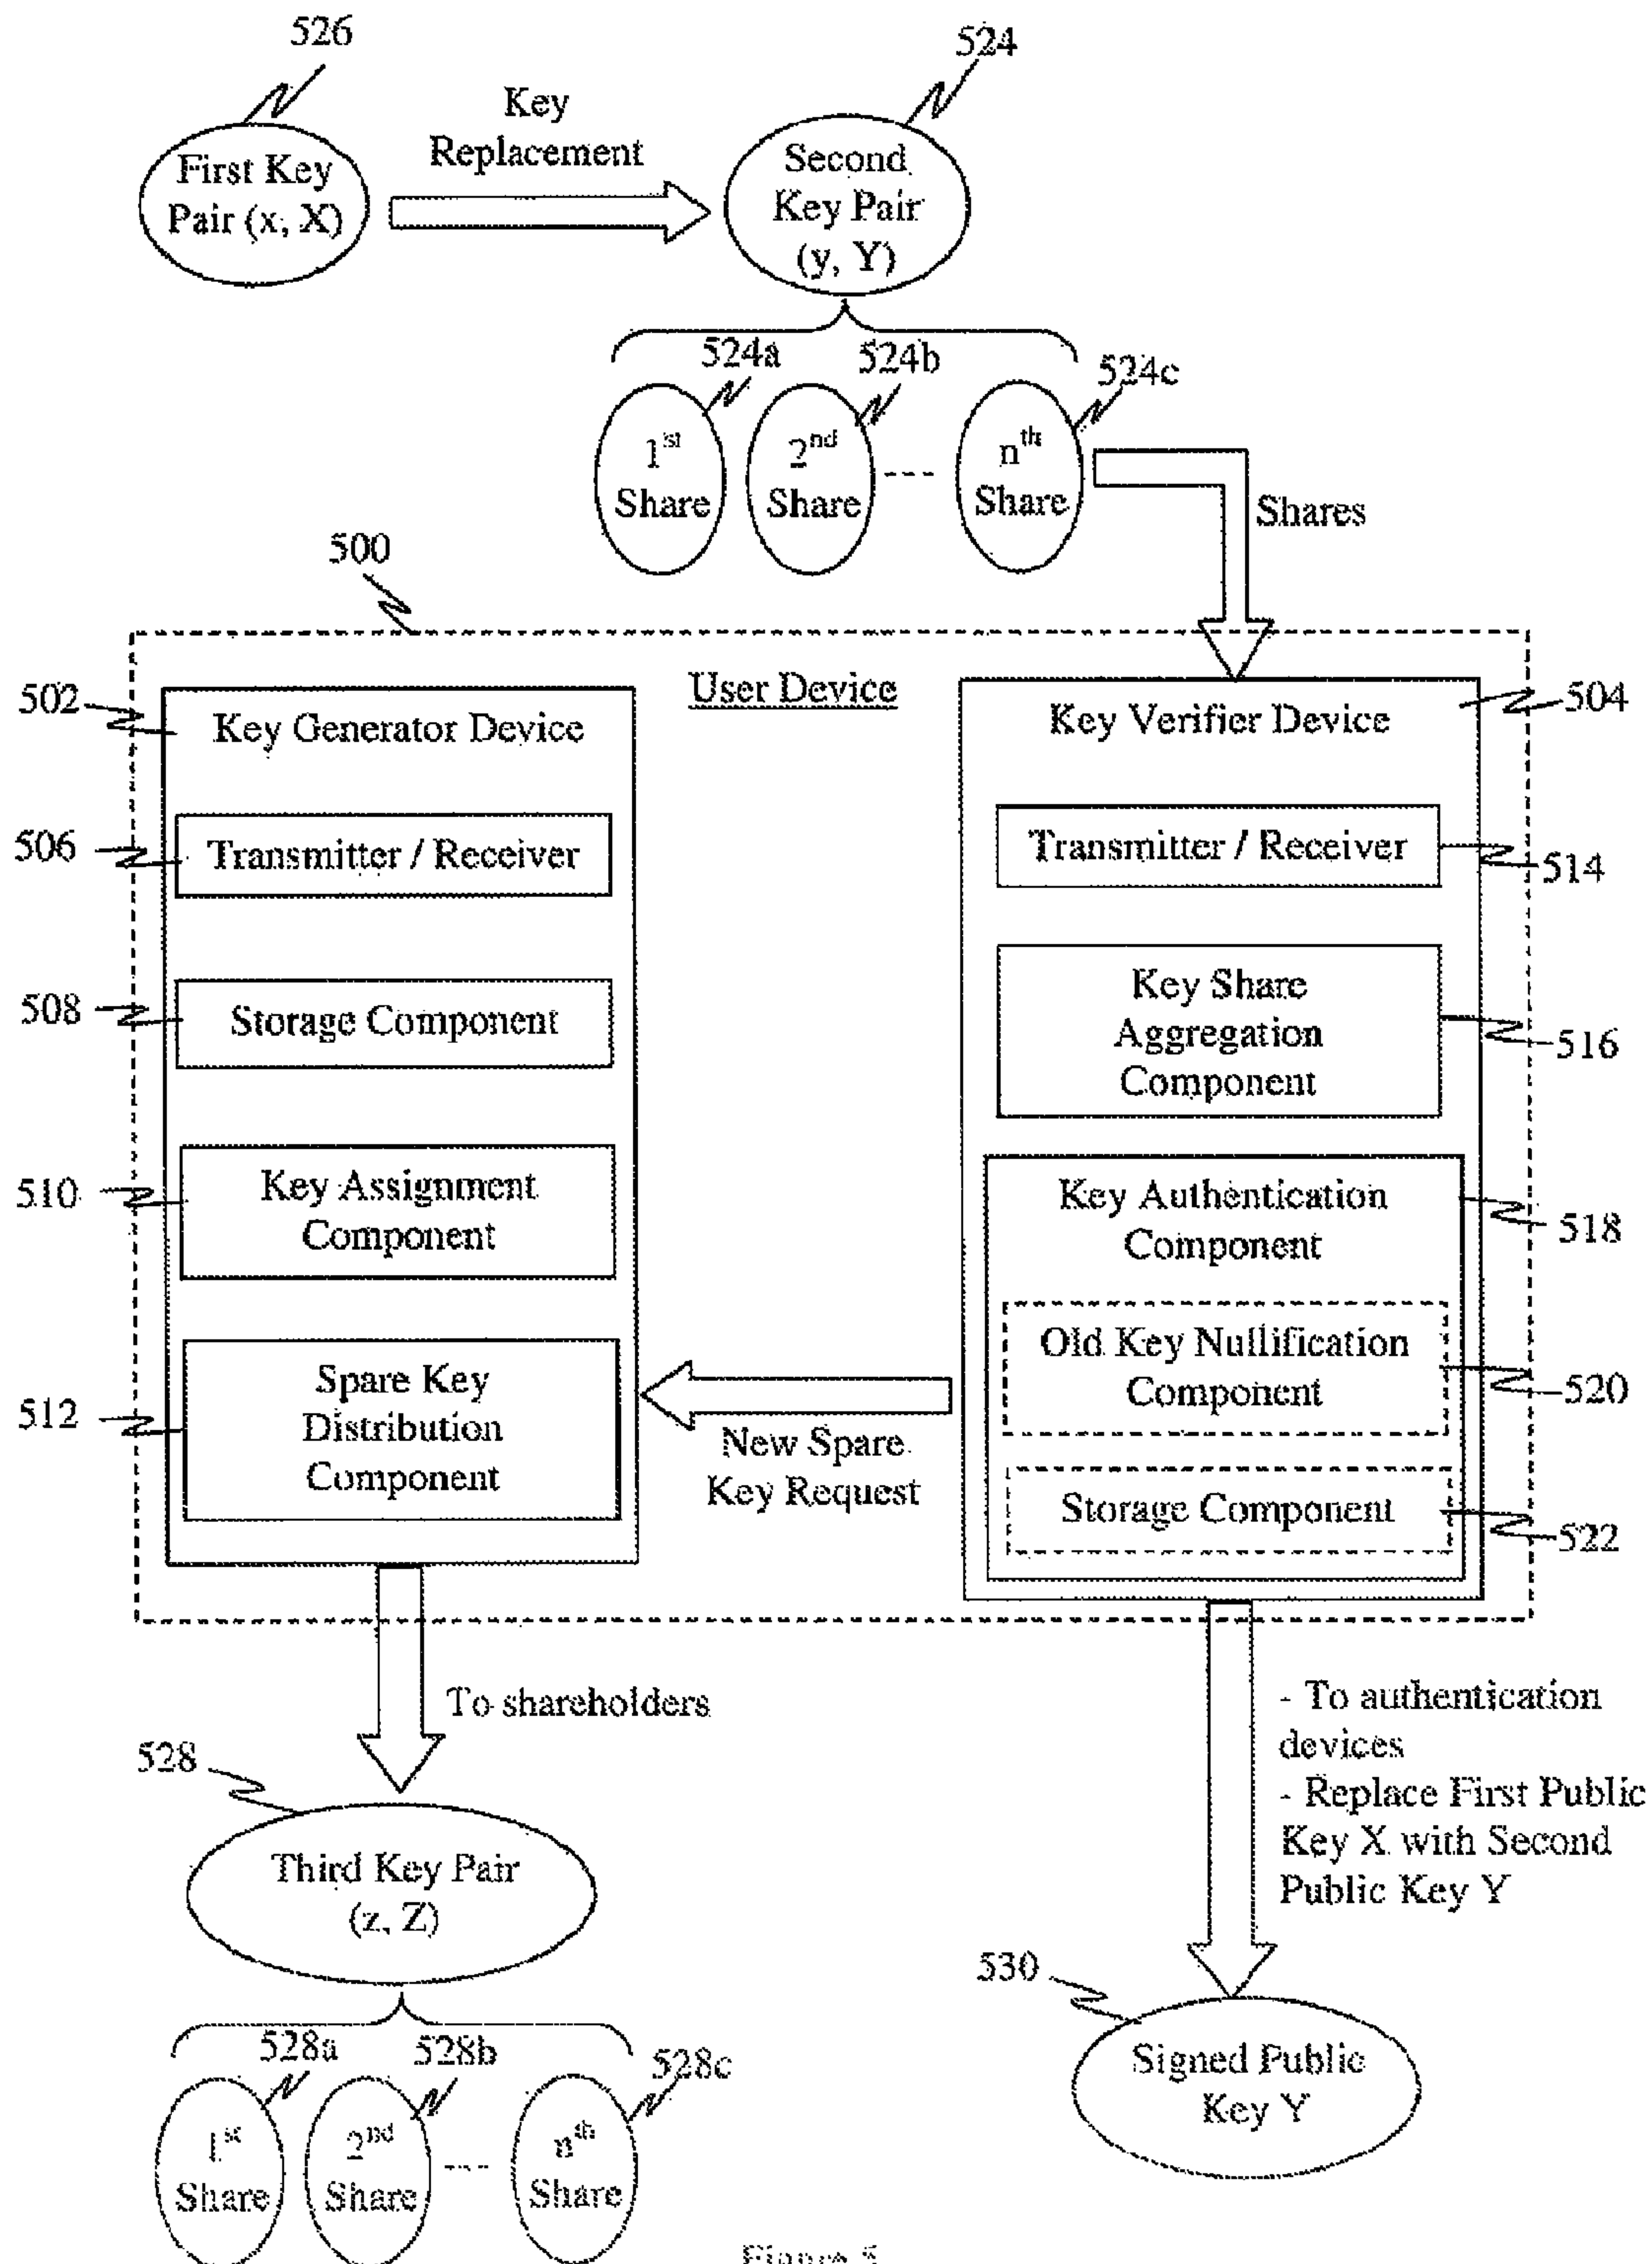 526
524
Key
Replacement
First Key
Pair (x, X)
Second
Key Pair
(y, Y)
524a
524b
524c
1st
Share
2nd
Share
---
nth
Share
Shares
500
User Device
502
Key Generator Device
504
Key Verifier Device
506
Transmitter / Receiver
Transmitter / Receiver
514
508
Storage Component
Key Share
Aggregation
Component
516
510
Key Assignment
Component
Key Authentication
Component
518
Old Key Nullification
Component
520
512
Spare Key
Distribution
Component
New Spare
Key Request
Storage Component
522
To shareholders
- To authentication
devices
- Replace First Public
Key X with Second
Public Key Y
528
Third Key Pair
(z, Z)
530
Signed Public
Key Y
528a
528b
528c
1st
Share
2nd
Share
---
nth
Share
Figure 5